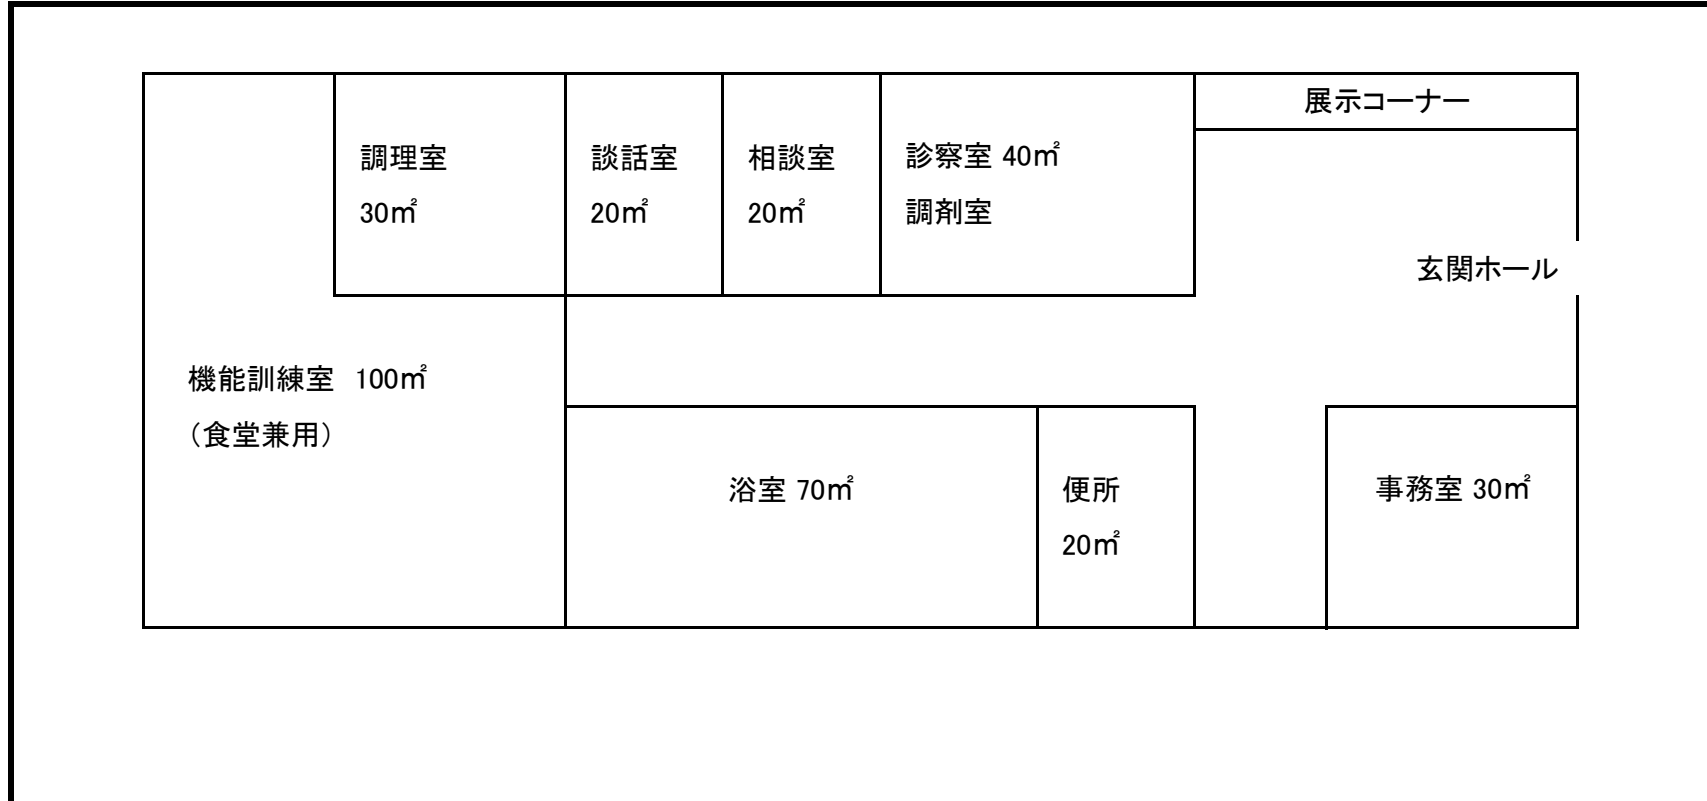 展示コーナー
調理室
30㎡
談話室
20㎡
相談室
20㎡
診察室 40㎡
調剤室
玄関ホール
機能訓練室　100㎡
（食堂兼用）
浴室 70㎡
便所
20㎡
事務室 30㎡